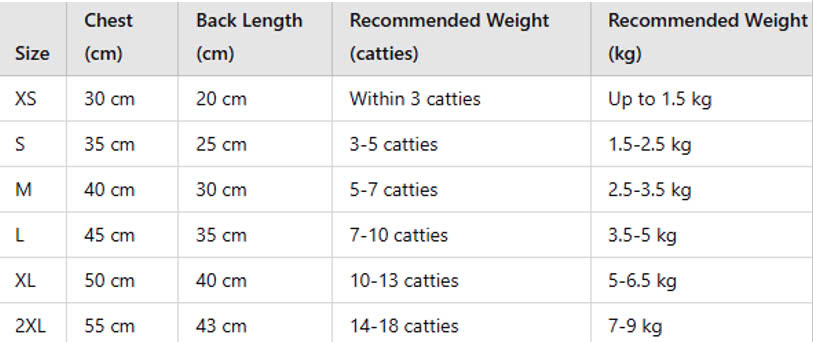 Size Chest (cm) Back Length (cm) Recommended Weight (catties) Recommended Weight (kg)
XS 30 cm 20 cm Within 3 catties Up to 1.5 kg
S 35 cm 25 cm 3-5 catties 1.5-2.5 kg
M 40 cm 30 cm 5-7 catties 2.5-3.5 kg
L 45 cm 35 cm 7-10 catties 3.5-5 kg
XL 50 cm 40 cm 10-13 catties 5-6.5 kg
2XL 55 cm 43 cm 14-18 catties 7-9 kg